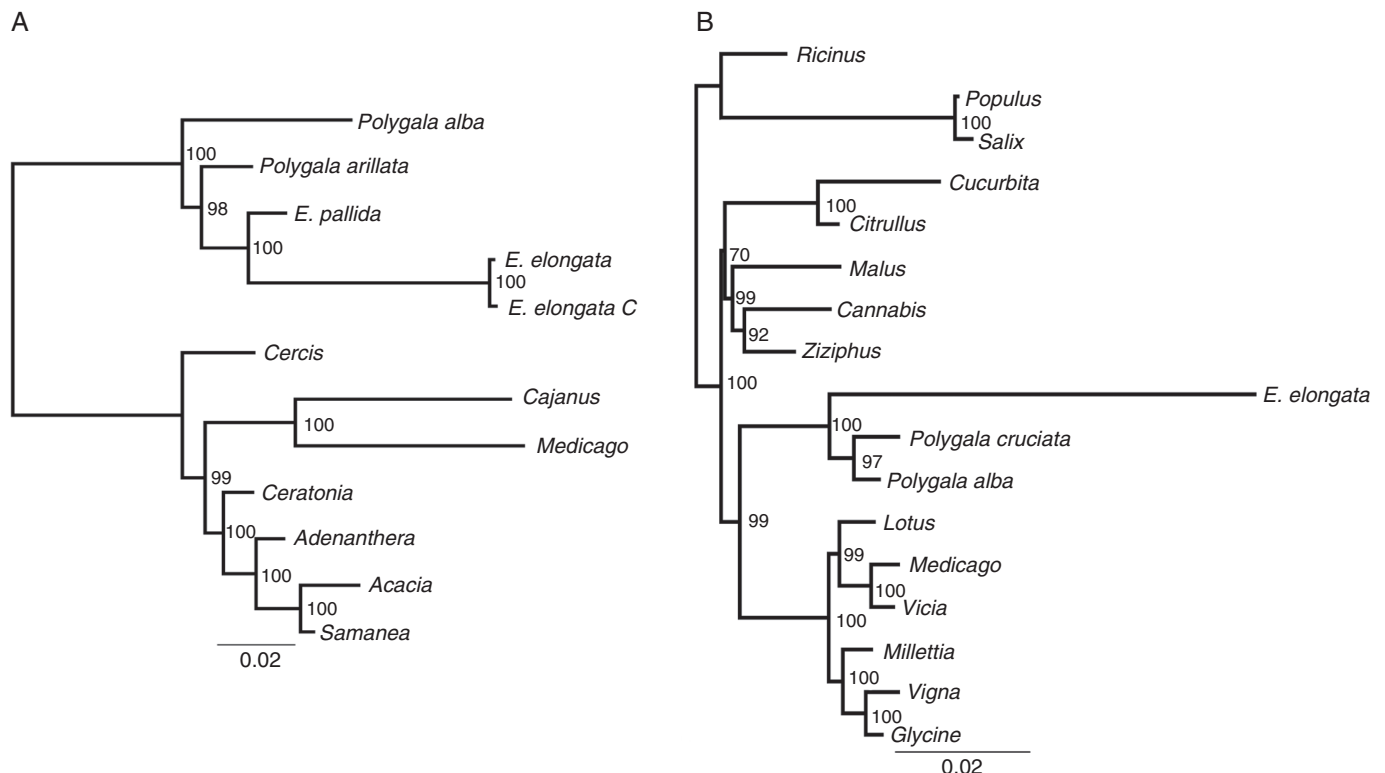 A
Polygala alba
100
Polygala arillata
98
E. pallida
100
E. elongata
100
E. elongata C
Cercis
Cajanus
100
Medicago
99
Ceratonia
100
Adenanthera
100
Acacia
100
Samanea
0.02
B
Ricinus
Populus
100
Salix
Cucurbita
100
Citrullus
70
Malus
99
Cannabis
92
Ziziphus
100
E. elongata
100
Polygala cruciata
97
Polygala alba
99
Lotus
99
Medicago
100
Vicia
100
Millettia
100
Vigna
100
Glycine
0.02